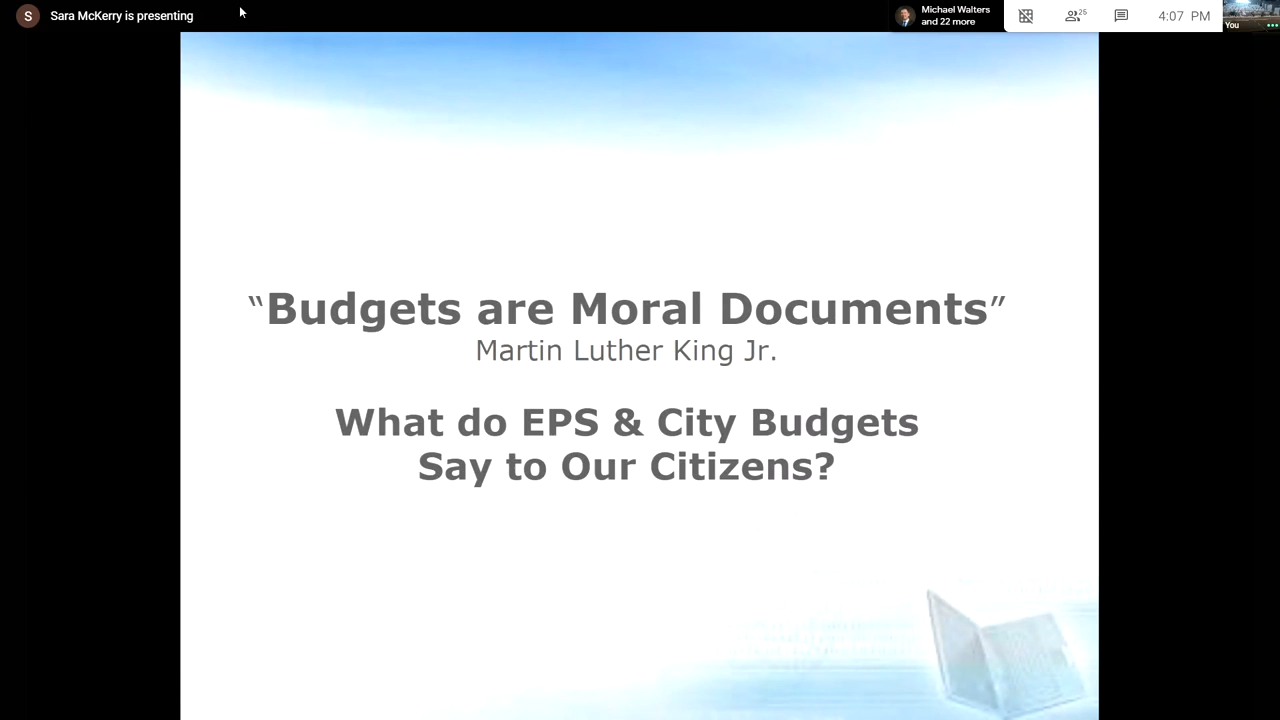 S Sara McKerry is presenting
Michael Walters
and 22 more
26
4:07 PM
You
“Budgets are Moral Documents”
Martin Luther King Jr.
What do EPS & City Budgets
Say to Our Citizens?